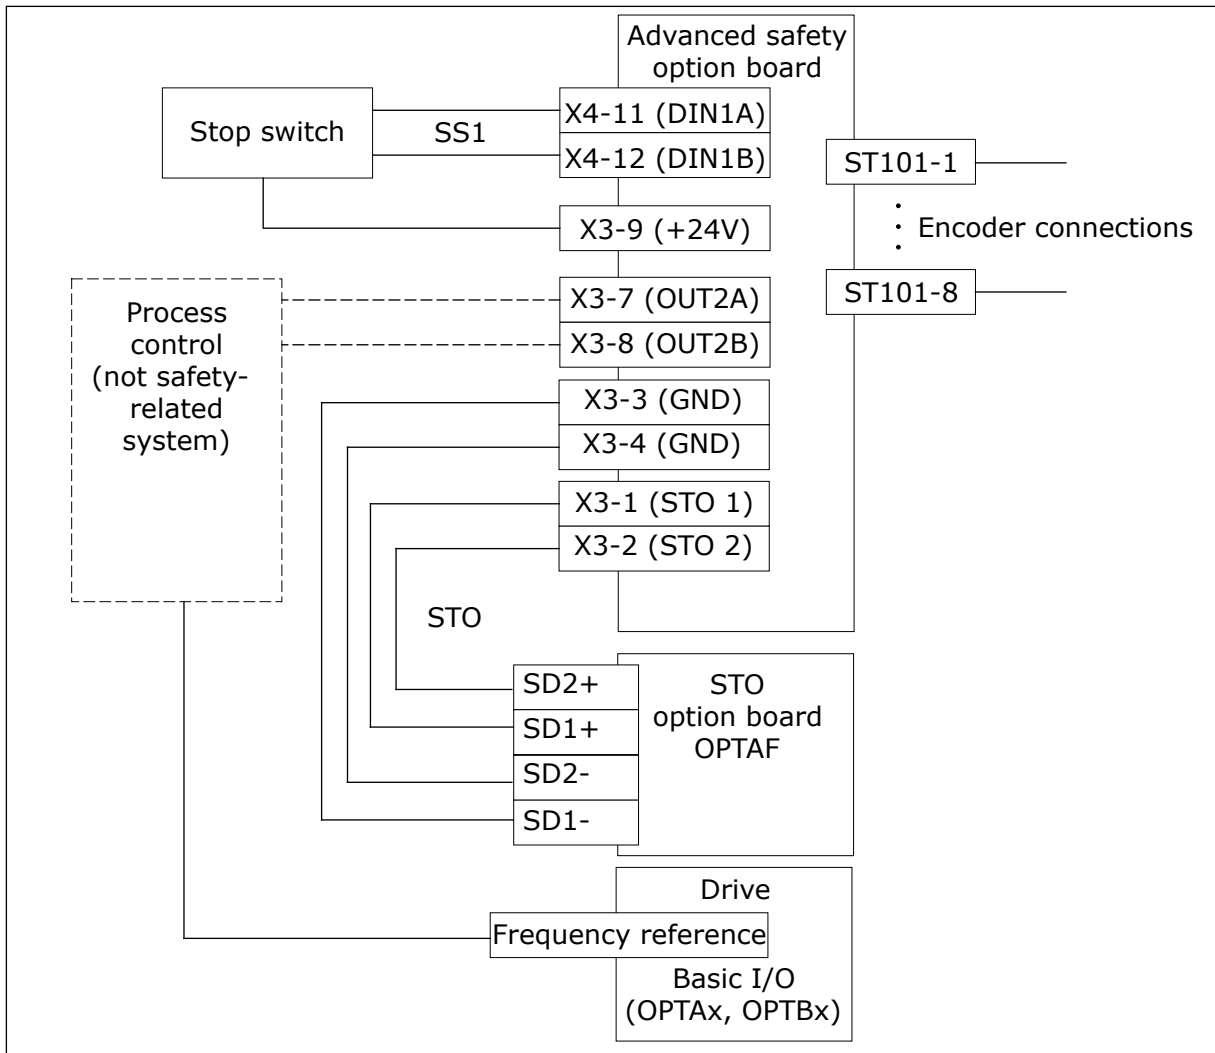 Advanced safety
option board
Stop switch
SS1
X4-11 (DIN1A)
X4-12 (DIN1B)
ST101-1
X3-9 (+24V)
Encoder connections
ST101-8
Process
control
(not safety-
related
system)
X3-7 (OUT2A)
X3-8 (OUT2B)
X3-3 (GND)
X3-4 (GND)
X3-1 (STO 1)
X3-2 (STO 2)
STO
SD2+
SD1+
SD2-
SD1-
STO
option board
OPTAF
Drive
Frequency reference
Basic I/O
(OPTAx, OPTBx)